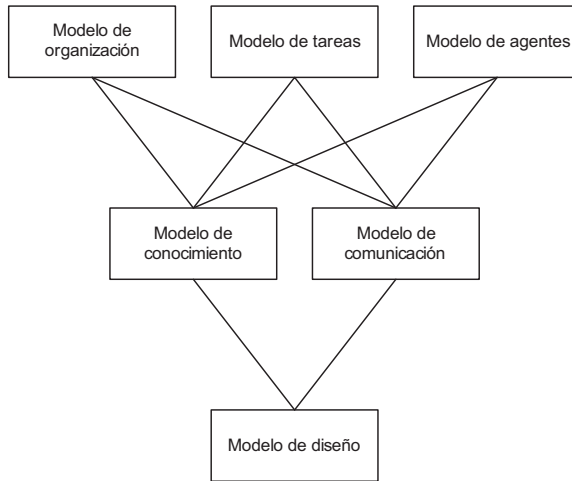 Modelo de
organización
Modelo de tareas
Modelo de agentes
Modelo de
conocimiento
Modelo de
comunicación
Modelo de diseño